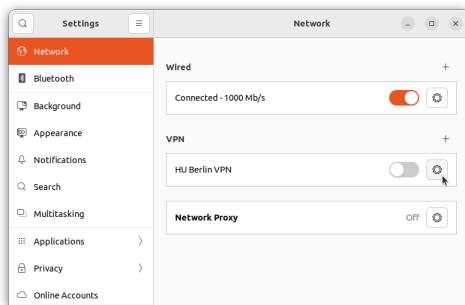 Settings
Network
Network
Bluetooth
Background
Appearance
Notifications
Search
Multitasking
Applications
Privacy
Online Accounts
Wired
Connected - 1000 Mb/s
VPN
HU Berlin VPN
Network Proxy
Off